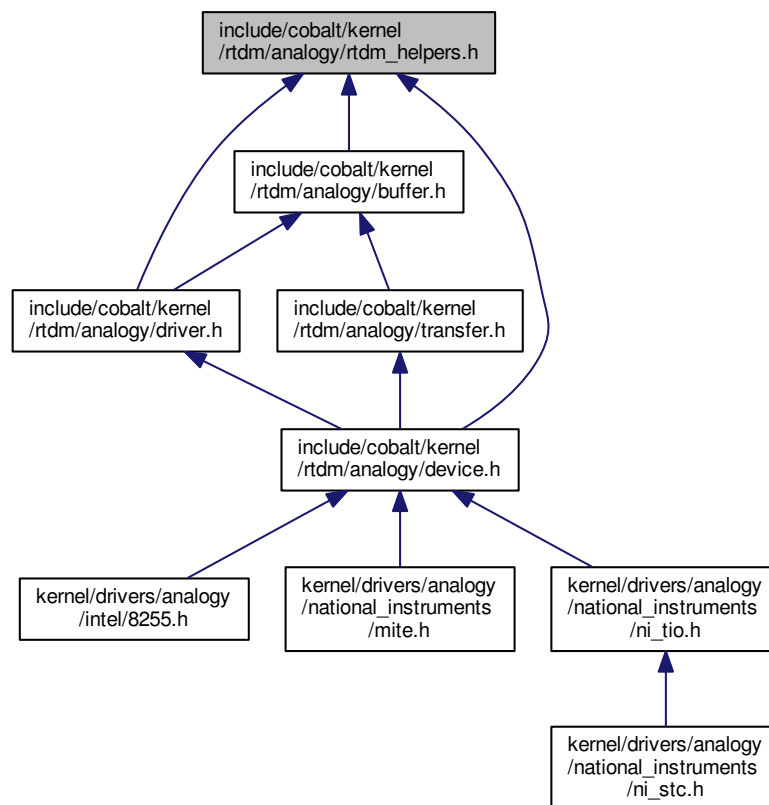 include/cobalt/kernel
/rtdm/analogy/rtdm_helpers.h
include/cobalt/kernel
/rtdm/analogy/buffer.h
include/cobalt/kernel
/rtdm/analogy/driver.h
include/cobalt/kernel
/rtdm/analogy/transfer.h
include/cobalt/kernel
/rtdm/analogy/device.h
kernel/drivers/analogy
/intel/8255.h
kernel/drivers/analogy
/national_instruments
/mite.h
kernel/drivers/analogy
/national_instruments
/ni_tio.h
kernel/drivers/analogy
/national_instruments
/ni_stc.h